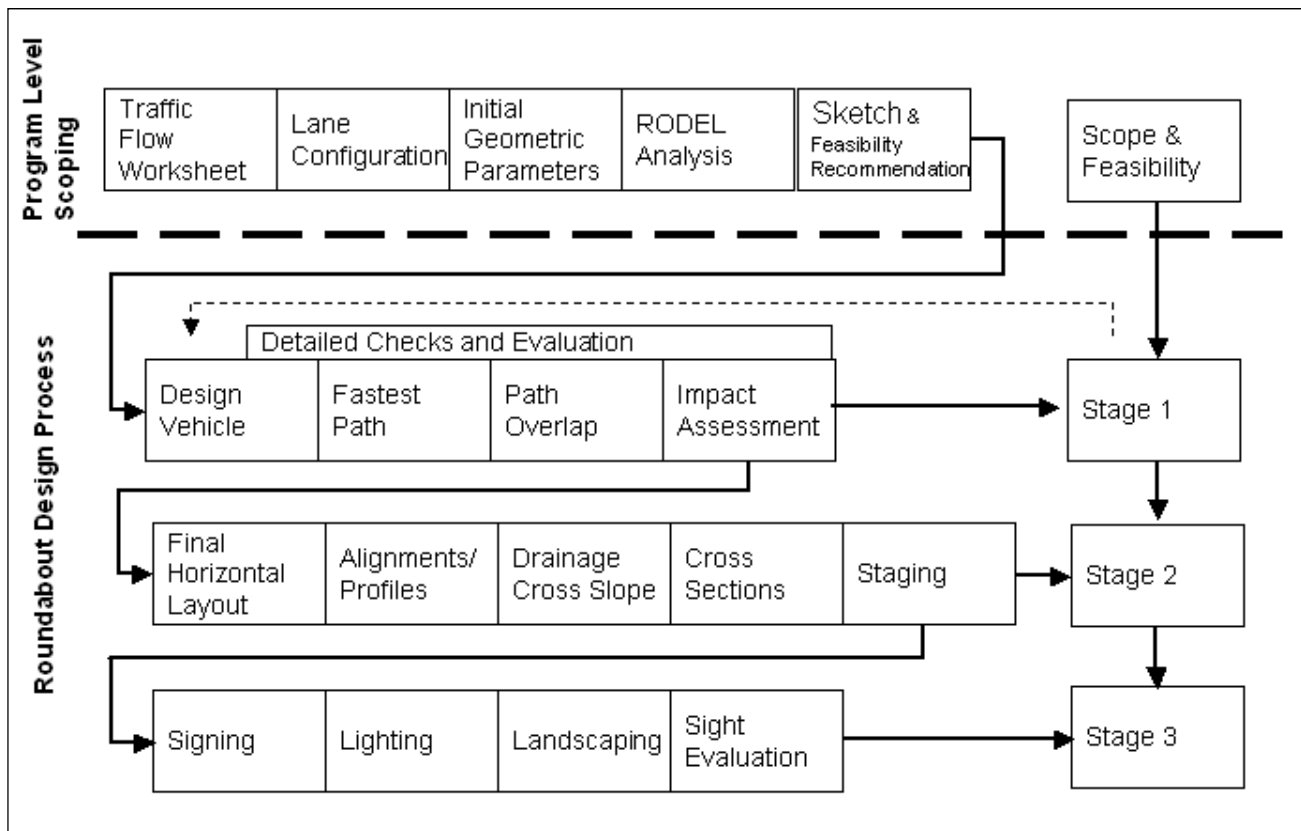 Program Level
Scoping
Traffic
Flow
Worksheet
Lane
Configuration
Initial
Geometric
Parameters
RODEL
Analysis
Sketch &
Feasibility
Recommendation
Scope &
Feasibility
Roundabout Design Process
Detailed Checks and Evaluation
Design
Vehicle
Fastest
Path
Path
Overlap
Impact
Assessment
Stage 1
Final
Horizontal
Layout
Alignments/
Profiles
Drainage
Cross Slope
Cross
Sections
Staging
Stage 2
Signing
Lighting
Landscaping
Sight
Evaluation
Stage 3